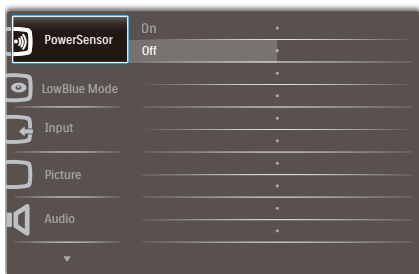 PowerSensor
On
Off
LowBlue Mode
Input
Picture
Audio